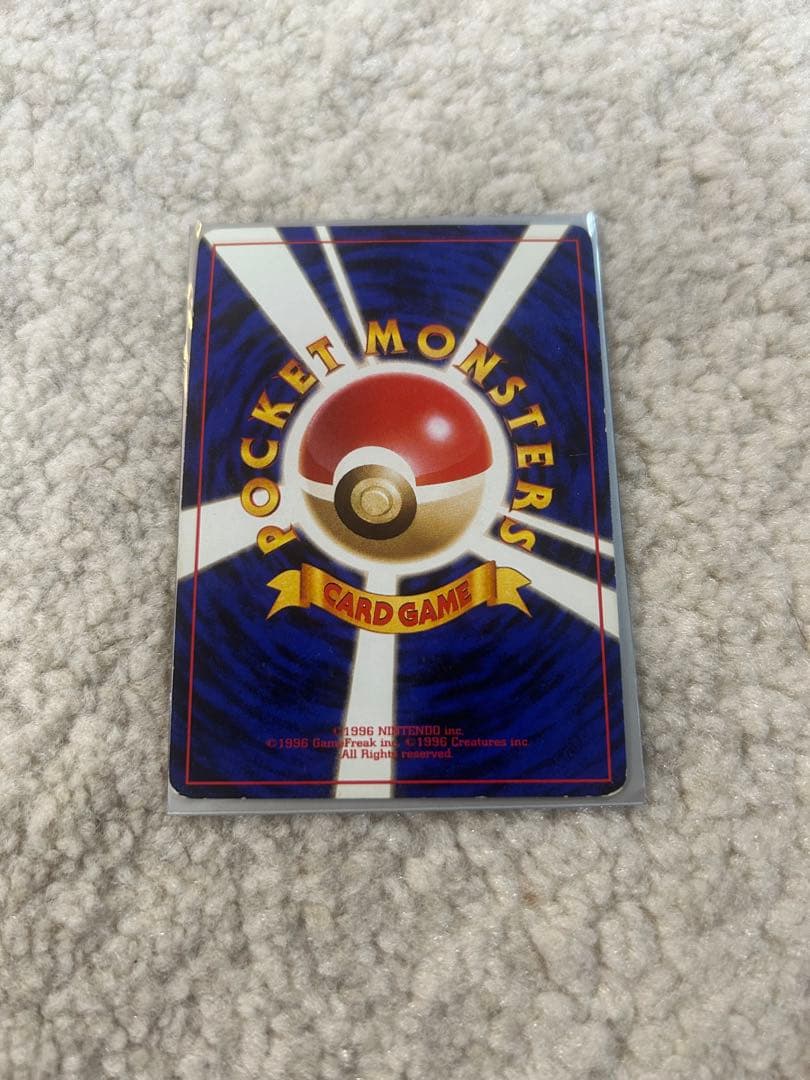 POCKET MONSTERS
CARD GAME
©1996 NINTENDO inc.
©1996 GameFreak inc. ©1996 Creatures inc.
All Rights reserved.